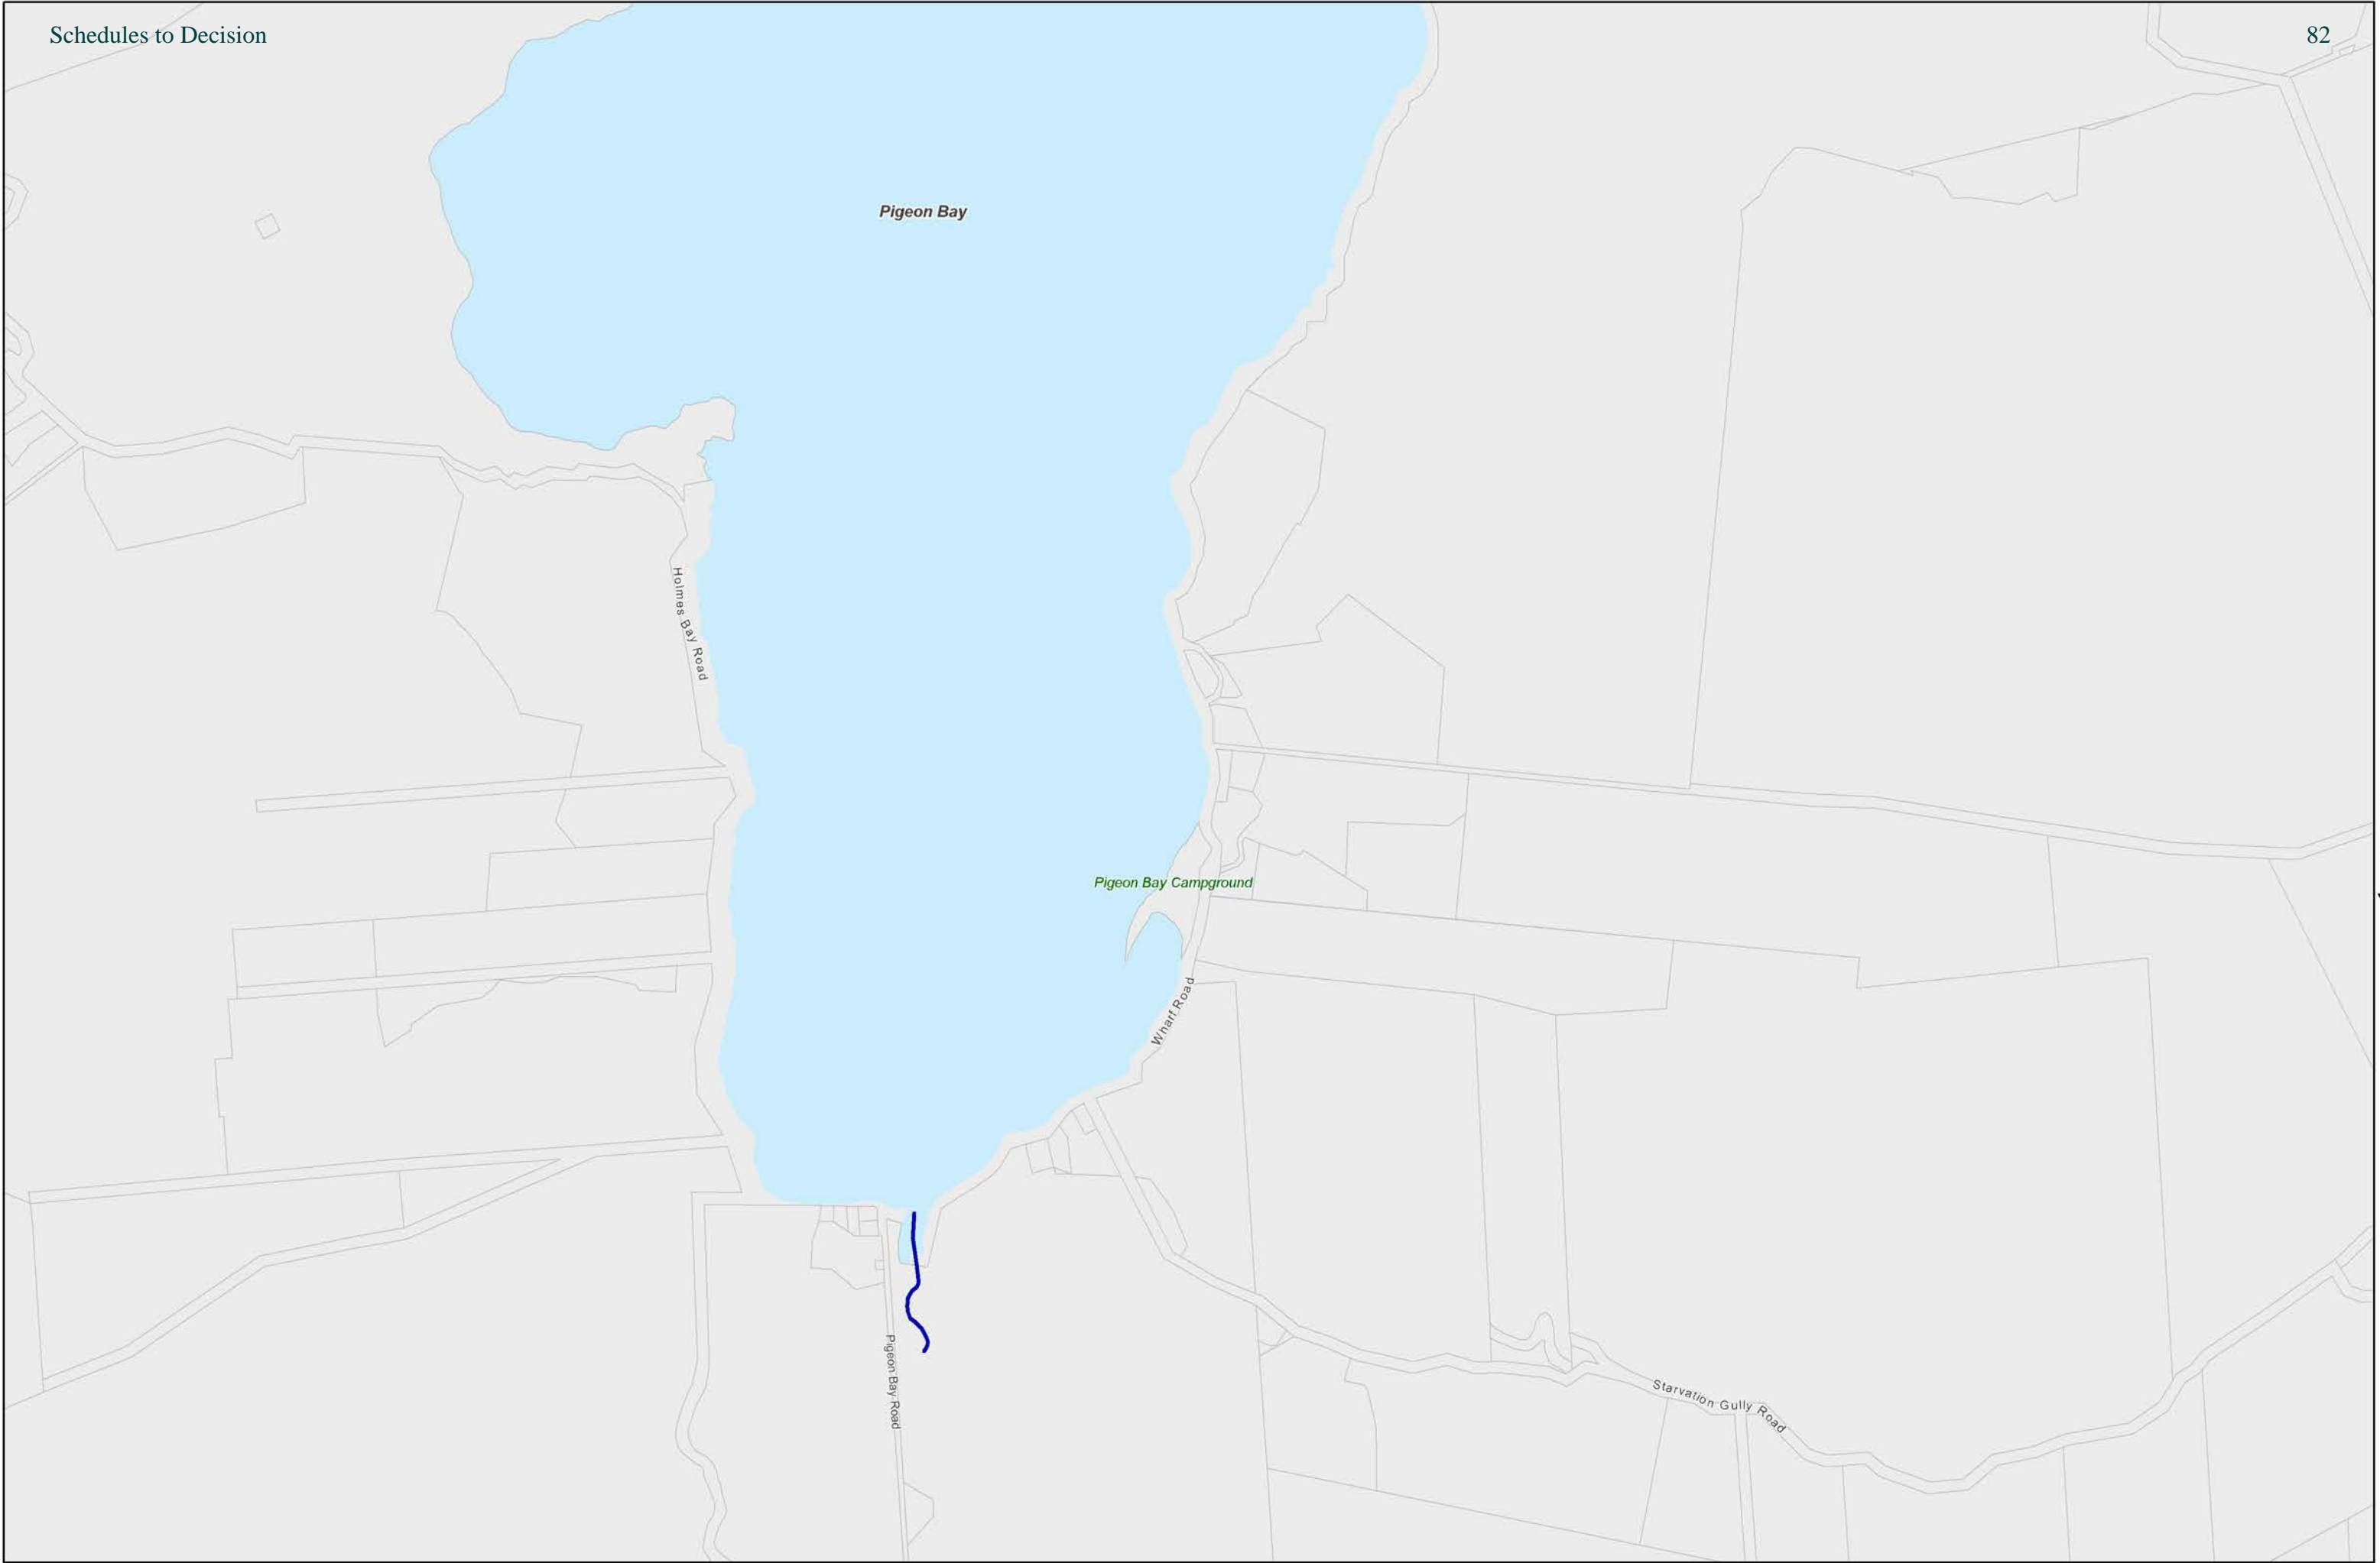 Schedules to Decision
82
Pigeon Bay
Holmes Bay Road
Pigeon Bay Campground
Wharf Road
Pigeon Bay Road
Starvation Gully Road